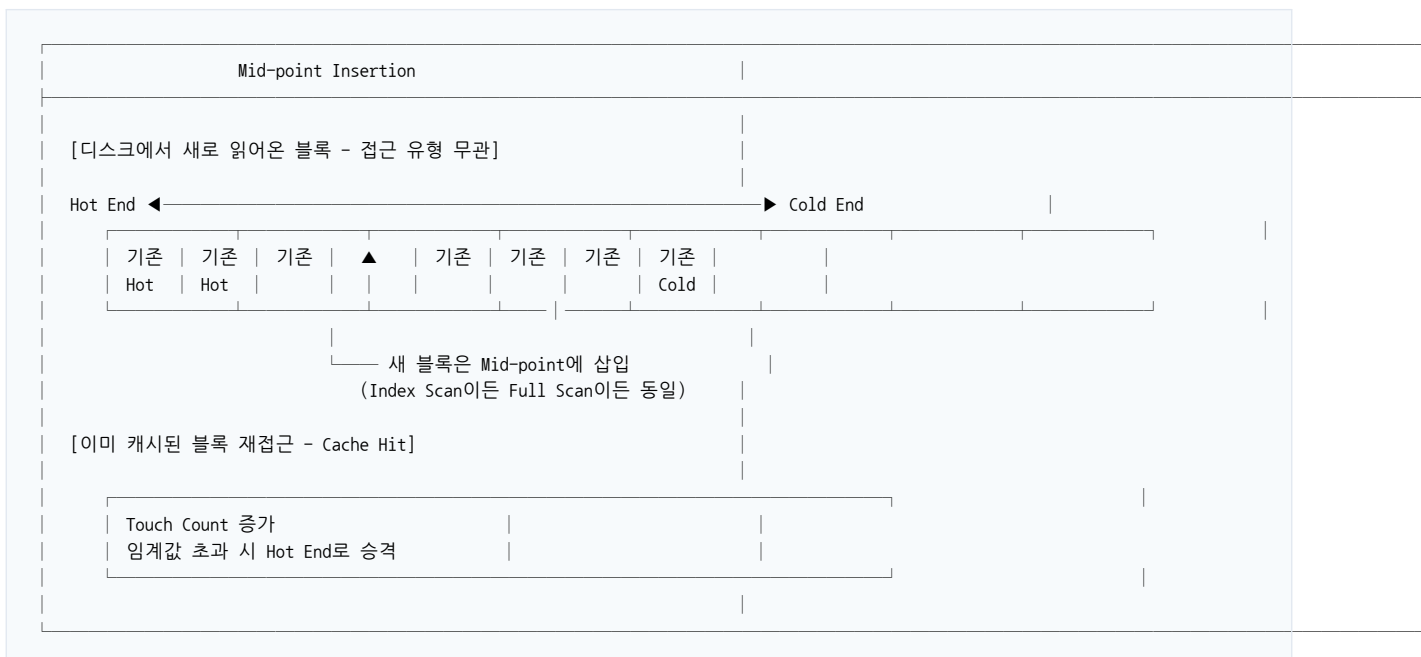 Mid-point Insertion
[디스크에서 새로 읽어온 블록 - 접근 유형 무관]
Hot End ◀ ▶ Cold End
기존 기존 기존 ▲ 기존 기존 기존 기존
Hot Hot Cold
새 블록은 Mid-point에 삽입
(Index Scan이든 Full Scan이든 동일)
[이미 캐시된 블록 재접근 - Cache Hit]
Touch Count 증가
임계값 초과 시 Hot End로 승격